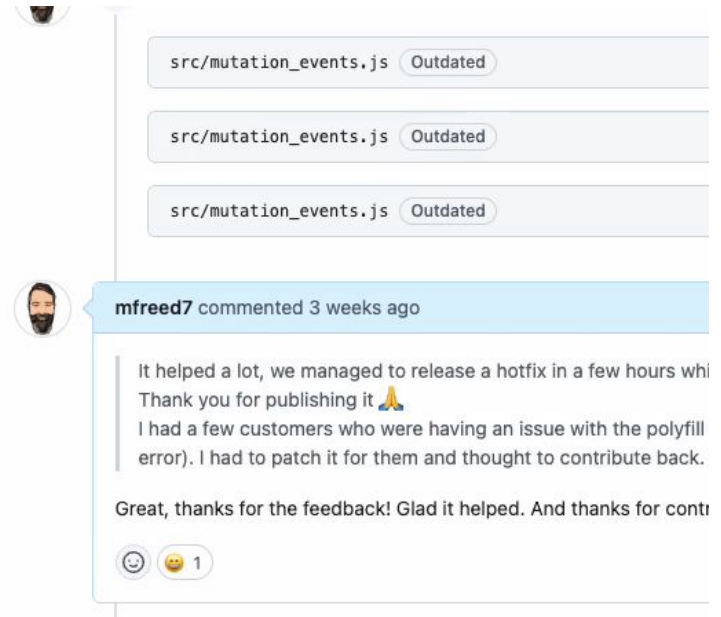 src/mutation_events.js Outdated
src/mutation_events.js Outdated
src/mutation_events.js Outdated
mfreed7 commented 3 weeks ago
It helped a lot, we managed to release a hotfix in a few hours whi
Thank you for publishing it 🙏
I had a few customers who were having an issue with the polyfill
error). I had to patch it for them and thought to contribute back.
Great, thanks for the feedback! Glad it helped. And thanks for contr
😄 1